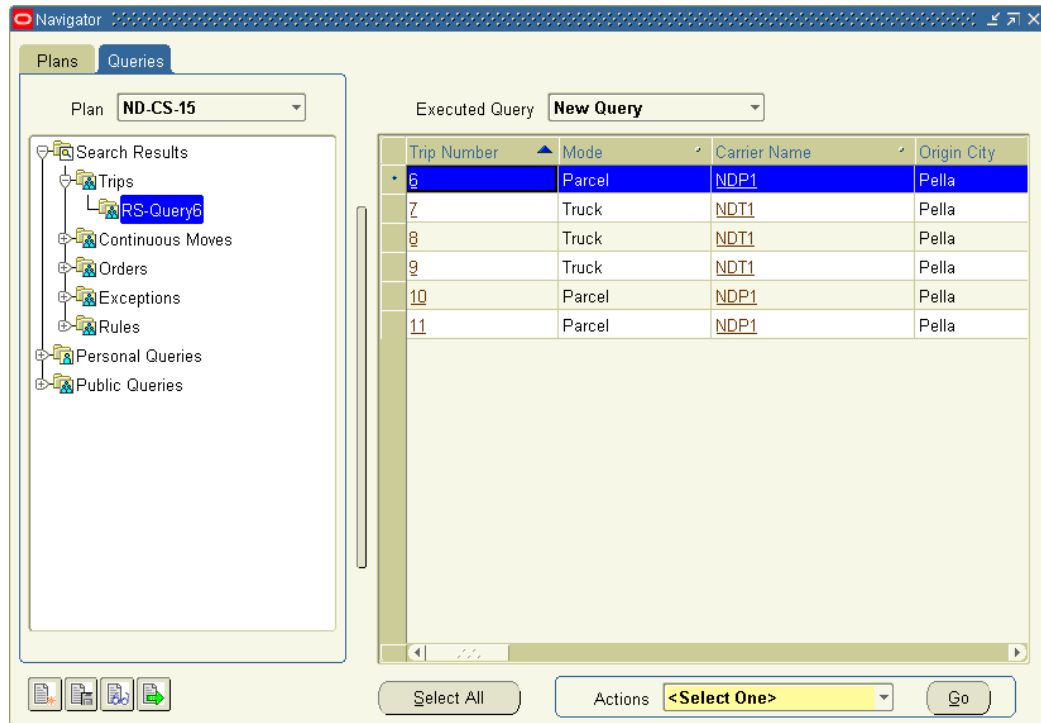 Navigator
Plans Queries
Plan ND-CS-15
Executed Query New Query
Search Results
Trips
RS-Query6
Continuous Moves
Orders
Exceptions
Rules
Personal Queries
Public Queries
Trip Number Mode Carrier Name Origin City
6 Parcel NDP1 Pella
7 Truck NDT1 Pella
8 Truck NDT1 Pella
9 Truck NDT1 Pella
10 Parcel NDP1 Pella
11 Parcel NDP1 Pella
Select All Actions <Select One> Go